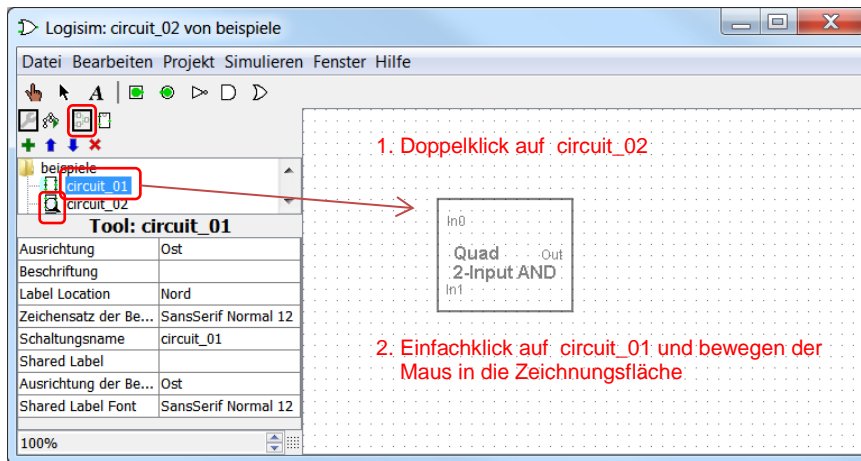 Logisim: circuit_02 von beispiele
Datei Bearbeiten Projekt Simulieren Fenster Hilfe
A
beispiele
circuit_01
circuit_02
Tool: circuit_01
Ausrichtung Ost
Beschriftung
Label Location Nord
Zeichensatz der Be... SansSerif Normal 12
Schaltungsname circuit_01
Shared Label
Ausrichtung der Be... Ost
Shared Label Font SansSerif Normal 12
100%
1. Doppelklick auf circuit_02
In0
Quad Out
2-Input AND
In1
2. Einfachklick auf circuit_01 und bewegen der
Maus in die Zeichnungsfläche